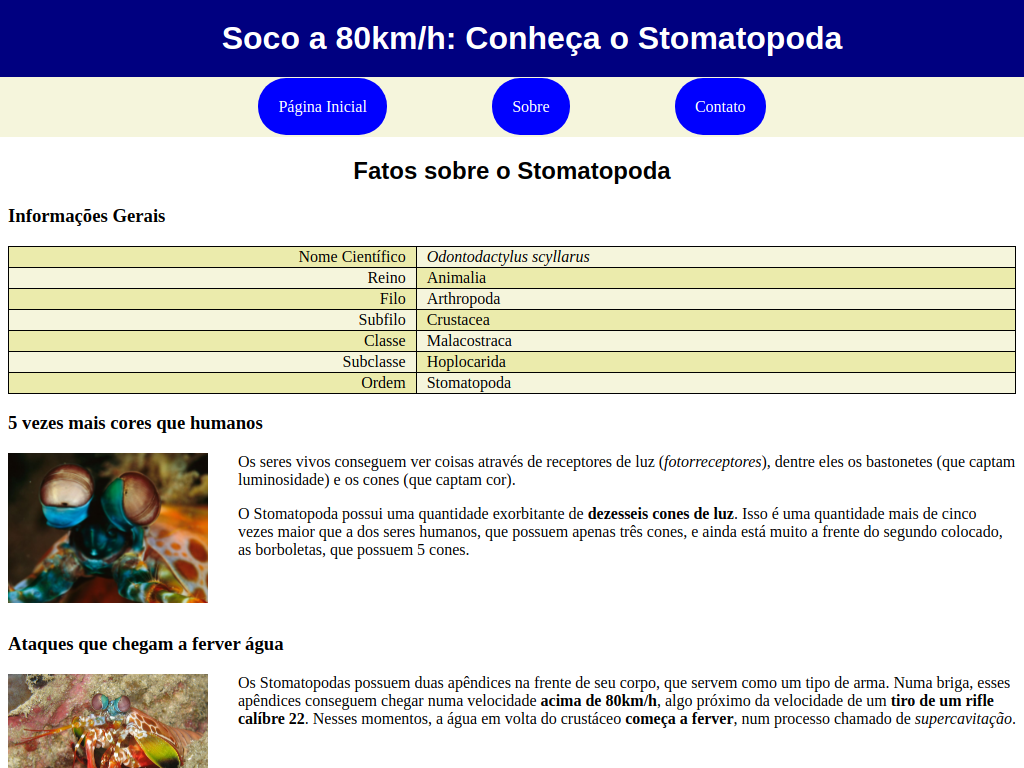 Soco a 80km/h: Conheça o Stomatopoda
Página Inicial
Sobre
Contato
Fatos sobre o Stomatopoda
Informações Gerais
Nome Científico Odontodactylus scyllarus
Reino Animalia
Filo Arthropoda
Subfilo Crustacea
Classe Malacostraca
Subclasse Hoplocarida
Ordem Stomatopoda
5 vezes mais cores que humanos
Os seres vivos conseguem ver coisas através de receptores de luz (fotorreceptores), dentre eles os bastonetes (que captam
luminosidade) e os cones (que captam cor).
O Stomatopoda possui uma quantidade exorbitante de dezesseis cones de luz. Isso é uma quantidade mais de cinco
vezes maior que a dos seres humanos, que possuem apenas três cones, e ainda está muito a frente do segundo colocado,
as borboletas, que possuem 5 cones.
Ataques que chegam a ferver água
Os Stomatopodas possuem duas apêndices na frente de seu corpo, que servem como um tipo de arma. Numa briga, esses
apêndices conseguem chegar numa velocidade acima de 80km/h, algo próximo da velocidade de um tiro de um rifle
calíbre 22. Nesses momentos, a água em volta do crustáceo começa a ferver, num processo chamado de supercavitação.